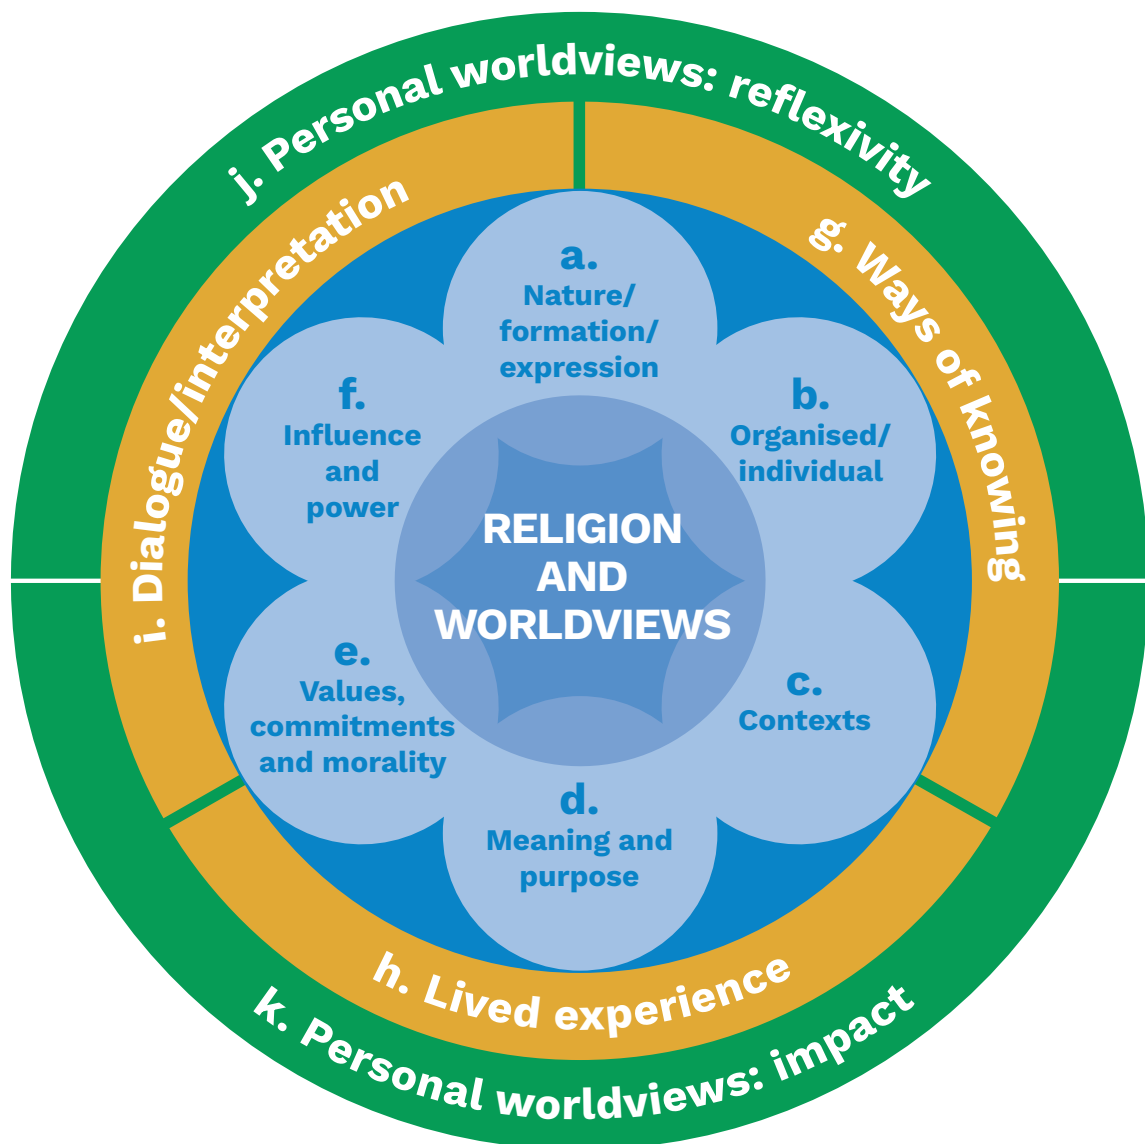 j. Personal worldviews: reflexivity
i. Dialogue/interpretation
g. Ways of knowing
a.
Nature/
formation/
expression
f.
Influence
and
power
b.
Organised/
individual
RELIGION
AND
WORLDVIEWS
e.
Values,
commitments
and morality
c.
Contexts
d.
Meaning and
purpose
h. Lived experience
k. Personal worldviews: impact